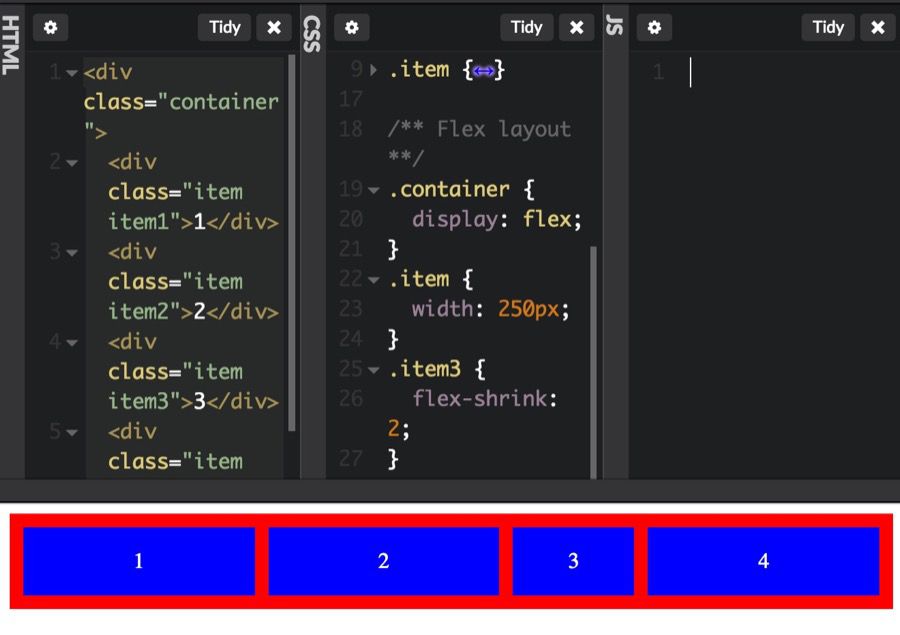 HTML
Tidy
1 <div
class="container
">
2 <div
class="item
item1">1</div>
3 <div
class="item
item2">2</div>
4 <div
class="item
item3">3</div>
5 <div
class="item
CSS
Tidy
9 .item {↔}
17
18 /** Flex layout
**/
19 .container {
20 display: flex;
21 }
22 .item {
23 width: 250px;
24 }
25 .item3 {
26 flex-shrink:
2;
27 }
JS
Tidy
1
1 2 3 4